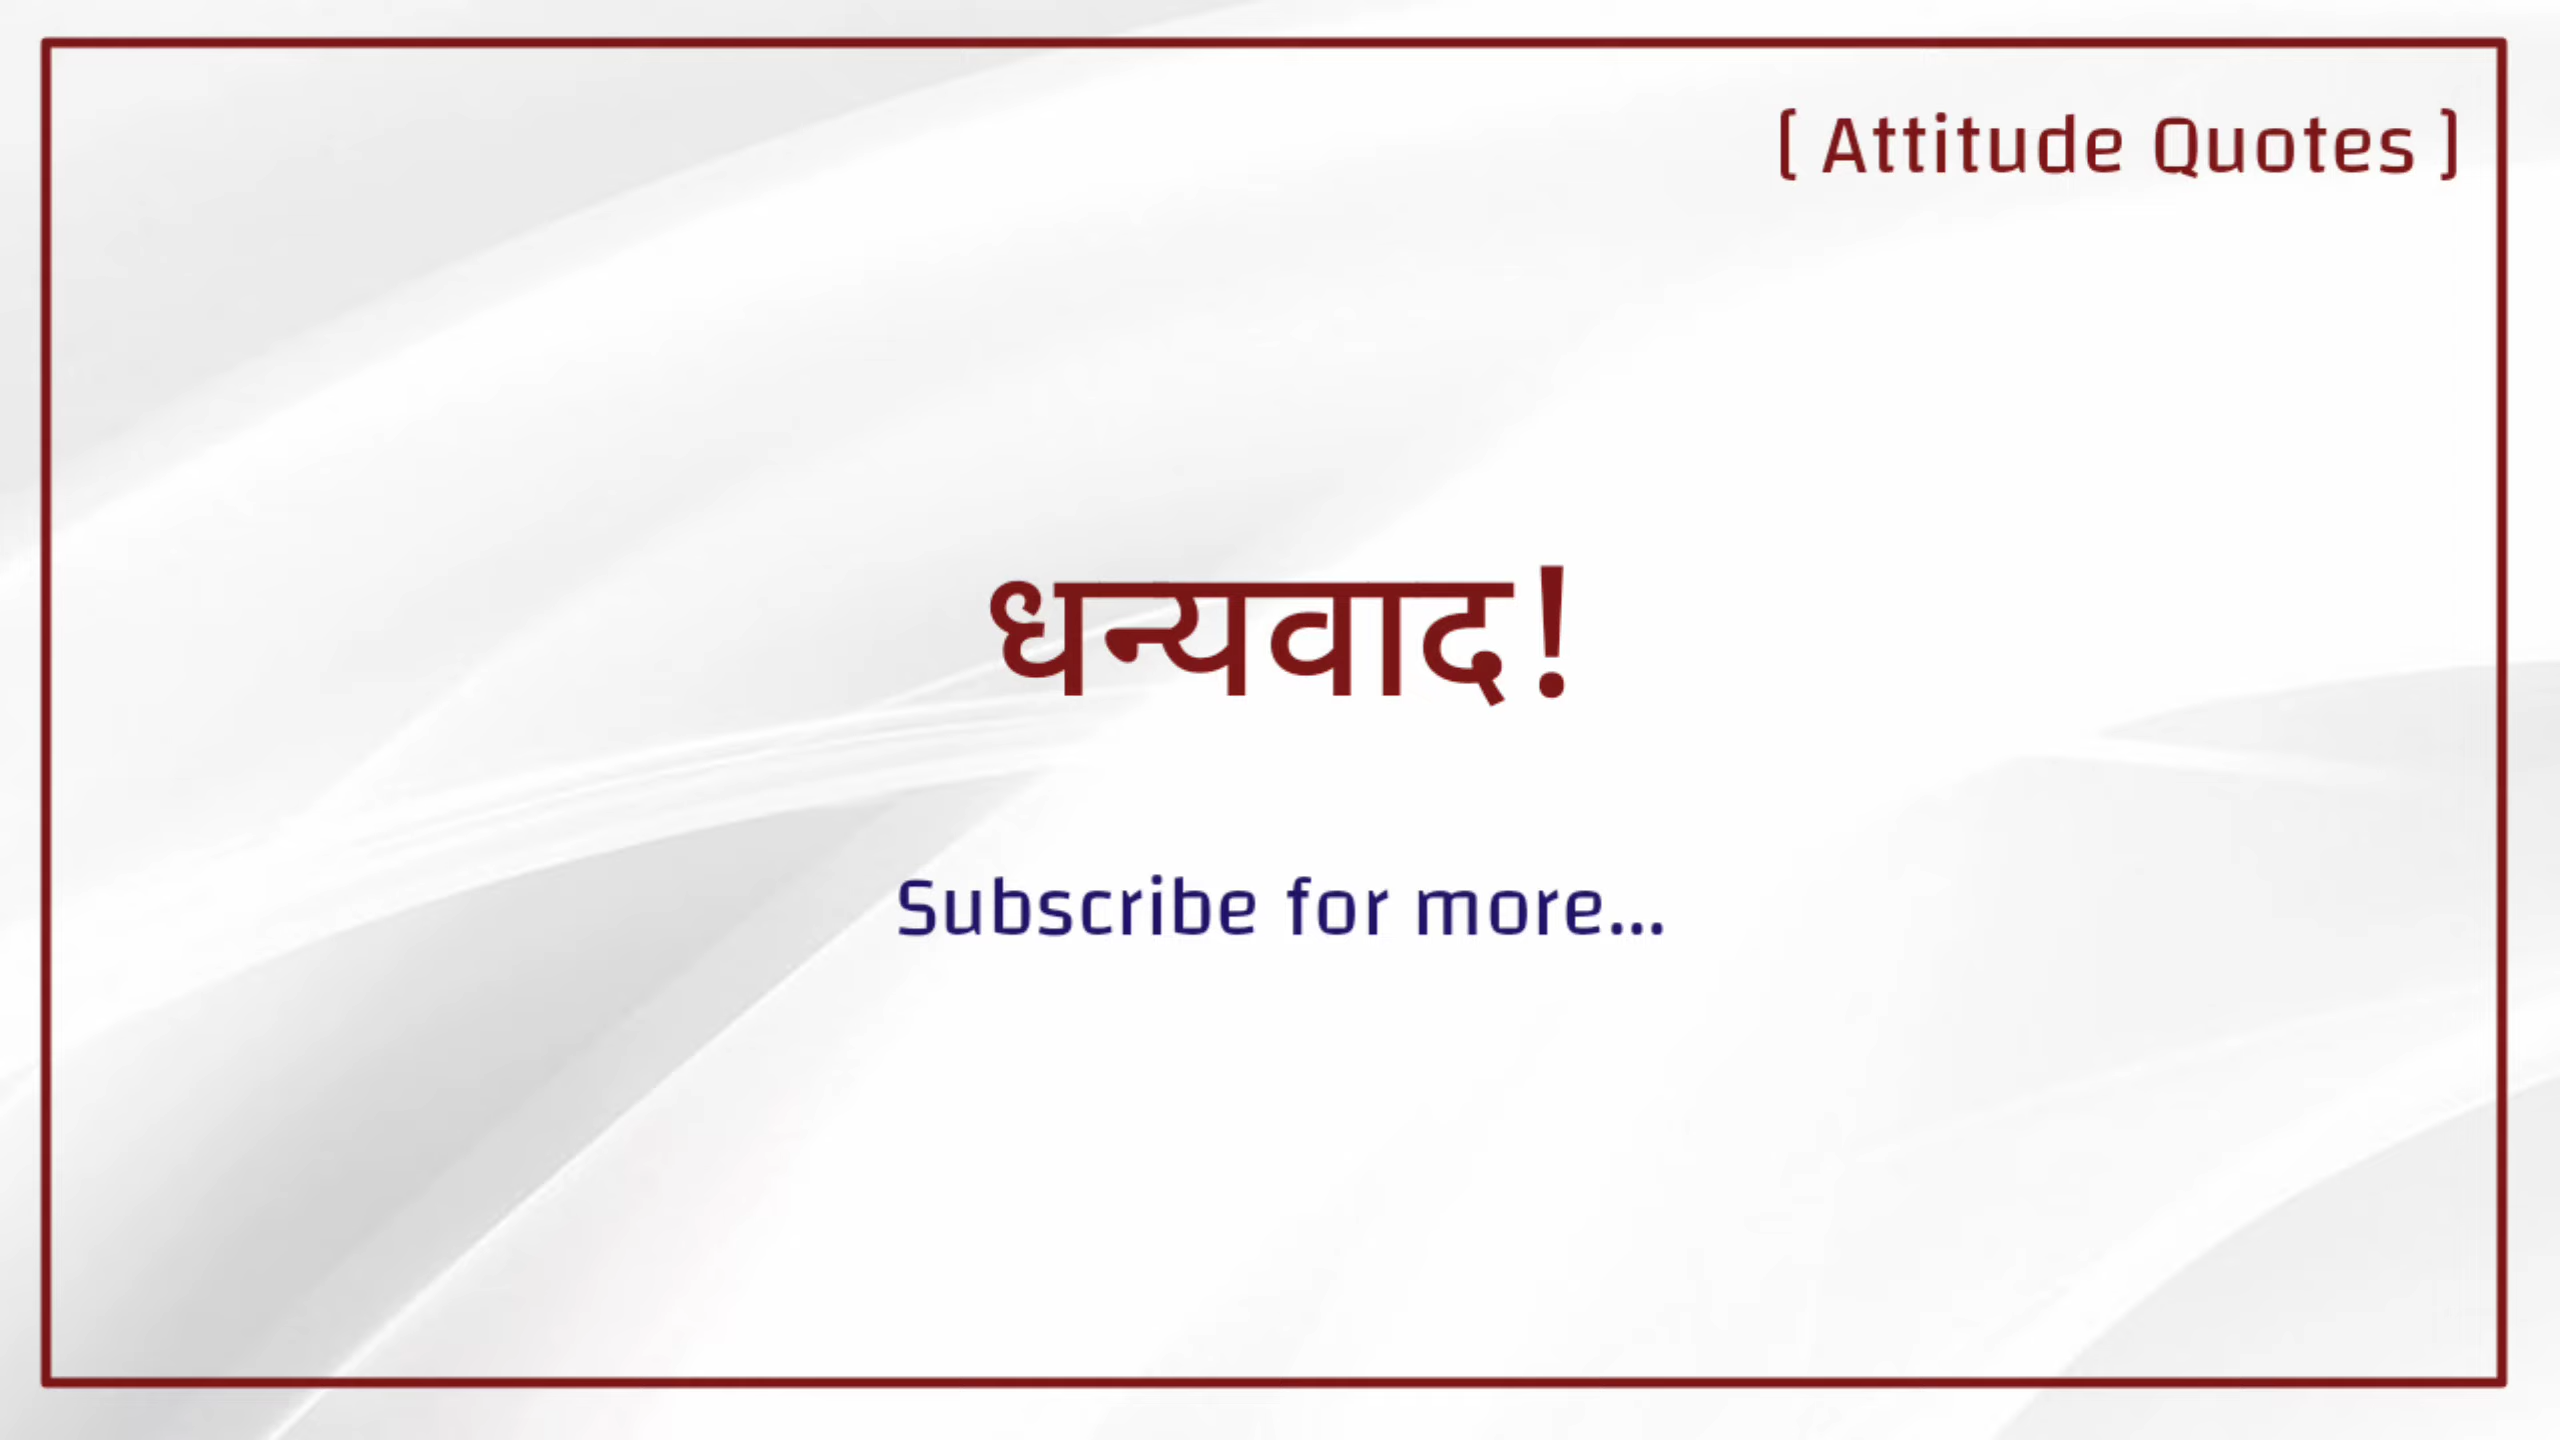 [ Attitude Quotes ]
धन्यवाद!
Subscribe for more...